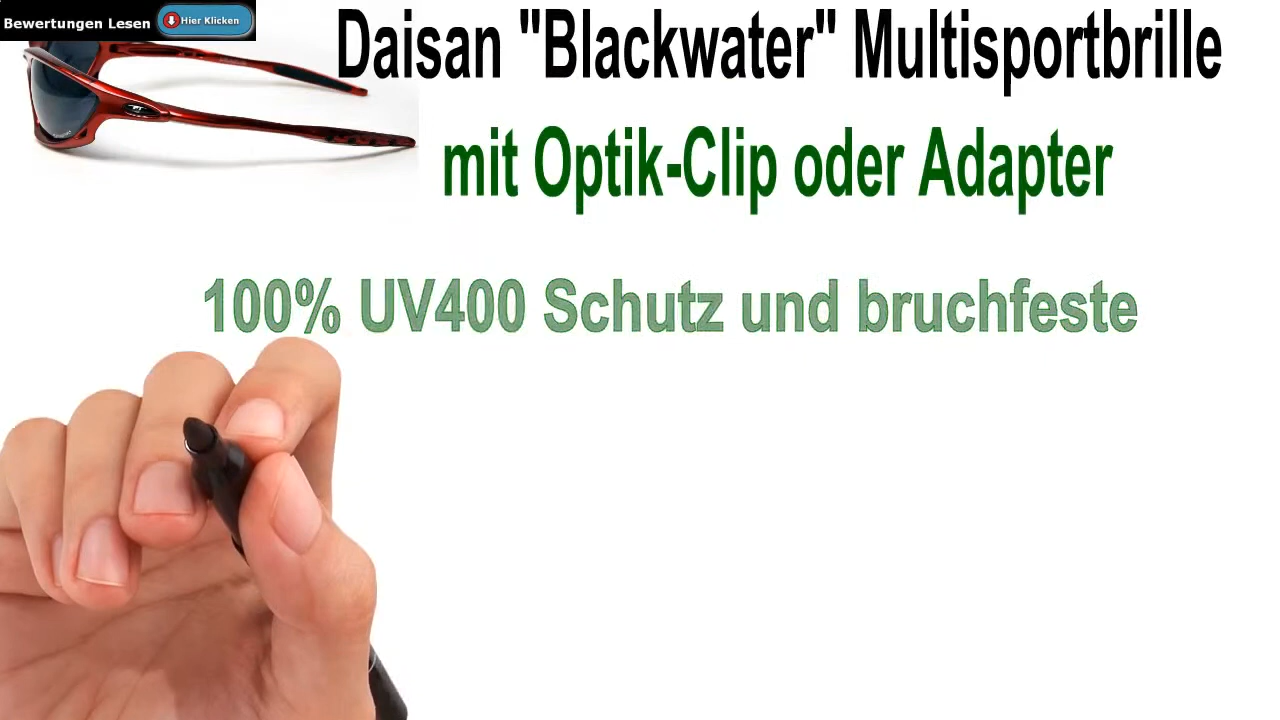 Bewertungen Lesen Hier Klicken
Daisan "Blackwater" Multisportbrille
mit Optik-Clip oder Adapter
100% UV400 Schutz und bruchfeste